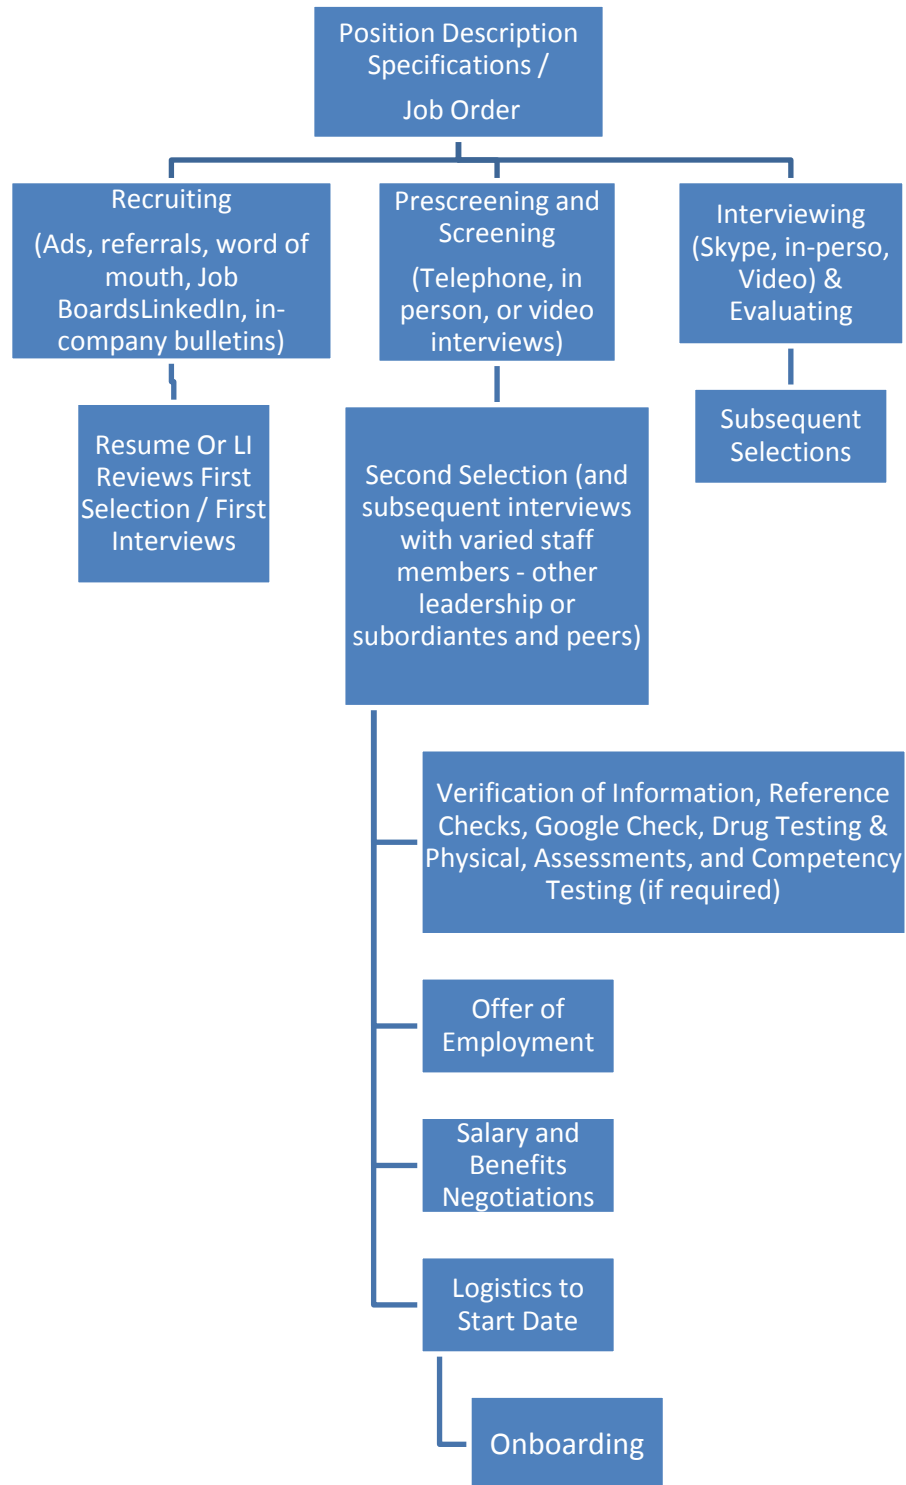 Position Description
Specifications /
Job Order
Recruiting
(Ads, referrals, word of
mouth, Job
BoardsLinkedIn, in-
company bulletins)
Prescreening and
Screening
(Telephone, in
person, or video
interviews)
Interviewing
(Skype, in-perso,
Video) &
Evaluating
Resume Or LI
Reviews First
Selection / First
Interviews
Second Selection (and
subsequent interviews
with varied staff
members - other
leadership or
subordiantes and peers)
Subsequent
Selections
Verification of Information, Reference
Checks, Google Check, Drug Testing &
Physical, Assessments, and Competency
Testing (if required)
Offer of
Employment
Salary and
Benefits
Negotiations
Logistics to
Start Date
Onboarding